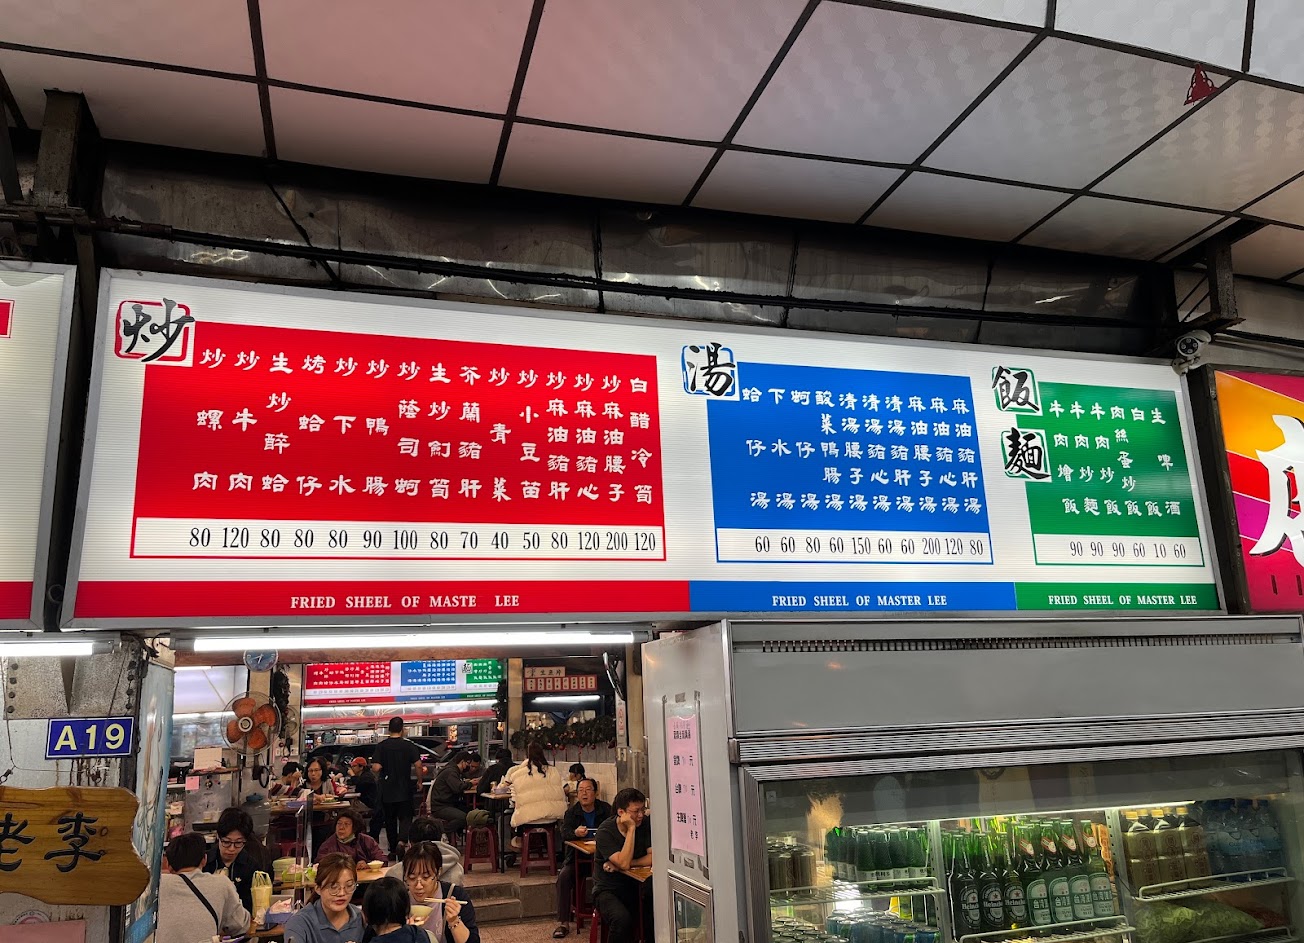 炒
炒螺肉
炒牛肉
生炒醉蛤
烤蛤仔
炒下水
炒鴨腸
炒蔭司蚵
生炒魝筍
芥蘭豬肝
炒青菜
炒小豆苗
炒麻油豬肝
炒麻油豬心
炒麻油腰子
白醋冷筍
80 120 80 80 80 90 100 80 70 40 50 80 120 200 120
FRIED SHEEL OF MASTE LEE
湯
蛤仔湯
下水湯
蚵仔湯
酸菜鴨腸湯
清湯腰子湯
清湯豬心湯
清湯豬肝湯
麻油腰子湯
麻油豬心湯
麻油豬肝湯
60 60 80 60 150 60 60 200 120 80
FRIED SHEEL OF MASTER LEE
飯
麵
牛肉燴飯
牛肉炒麵
牛肉炒飯
肉絲蛋炒飯
白飯
生啤酒
90 90 90 60 10 60
FRIED SHEEL OF MASTER LEE
A19
老李
Heineken